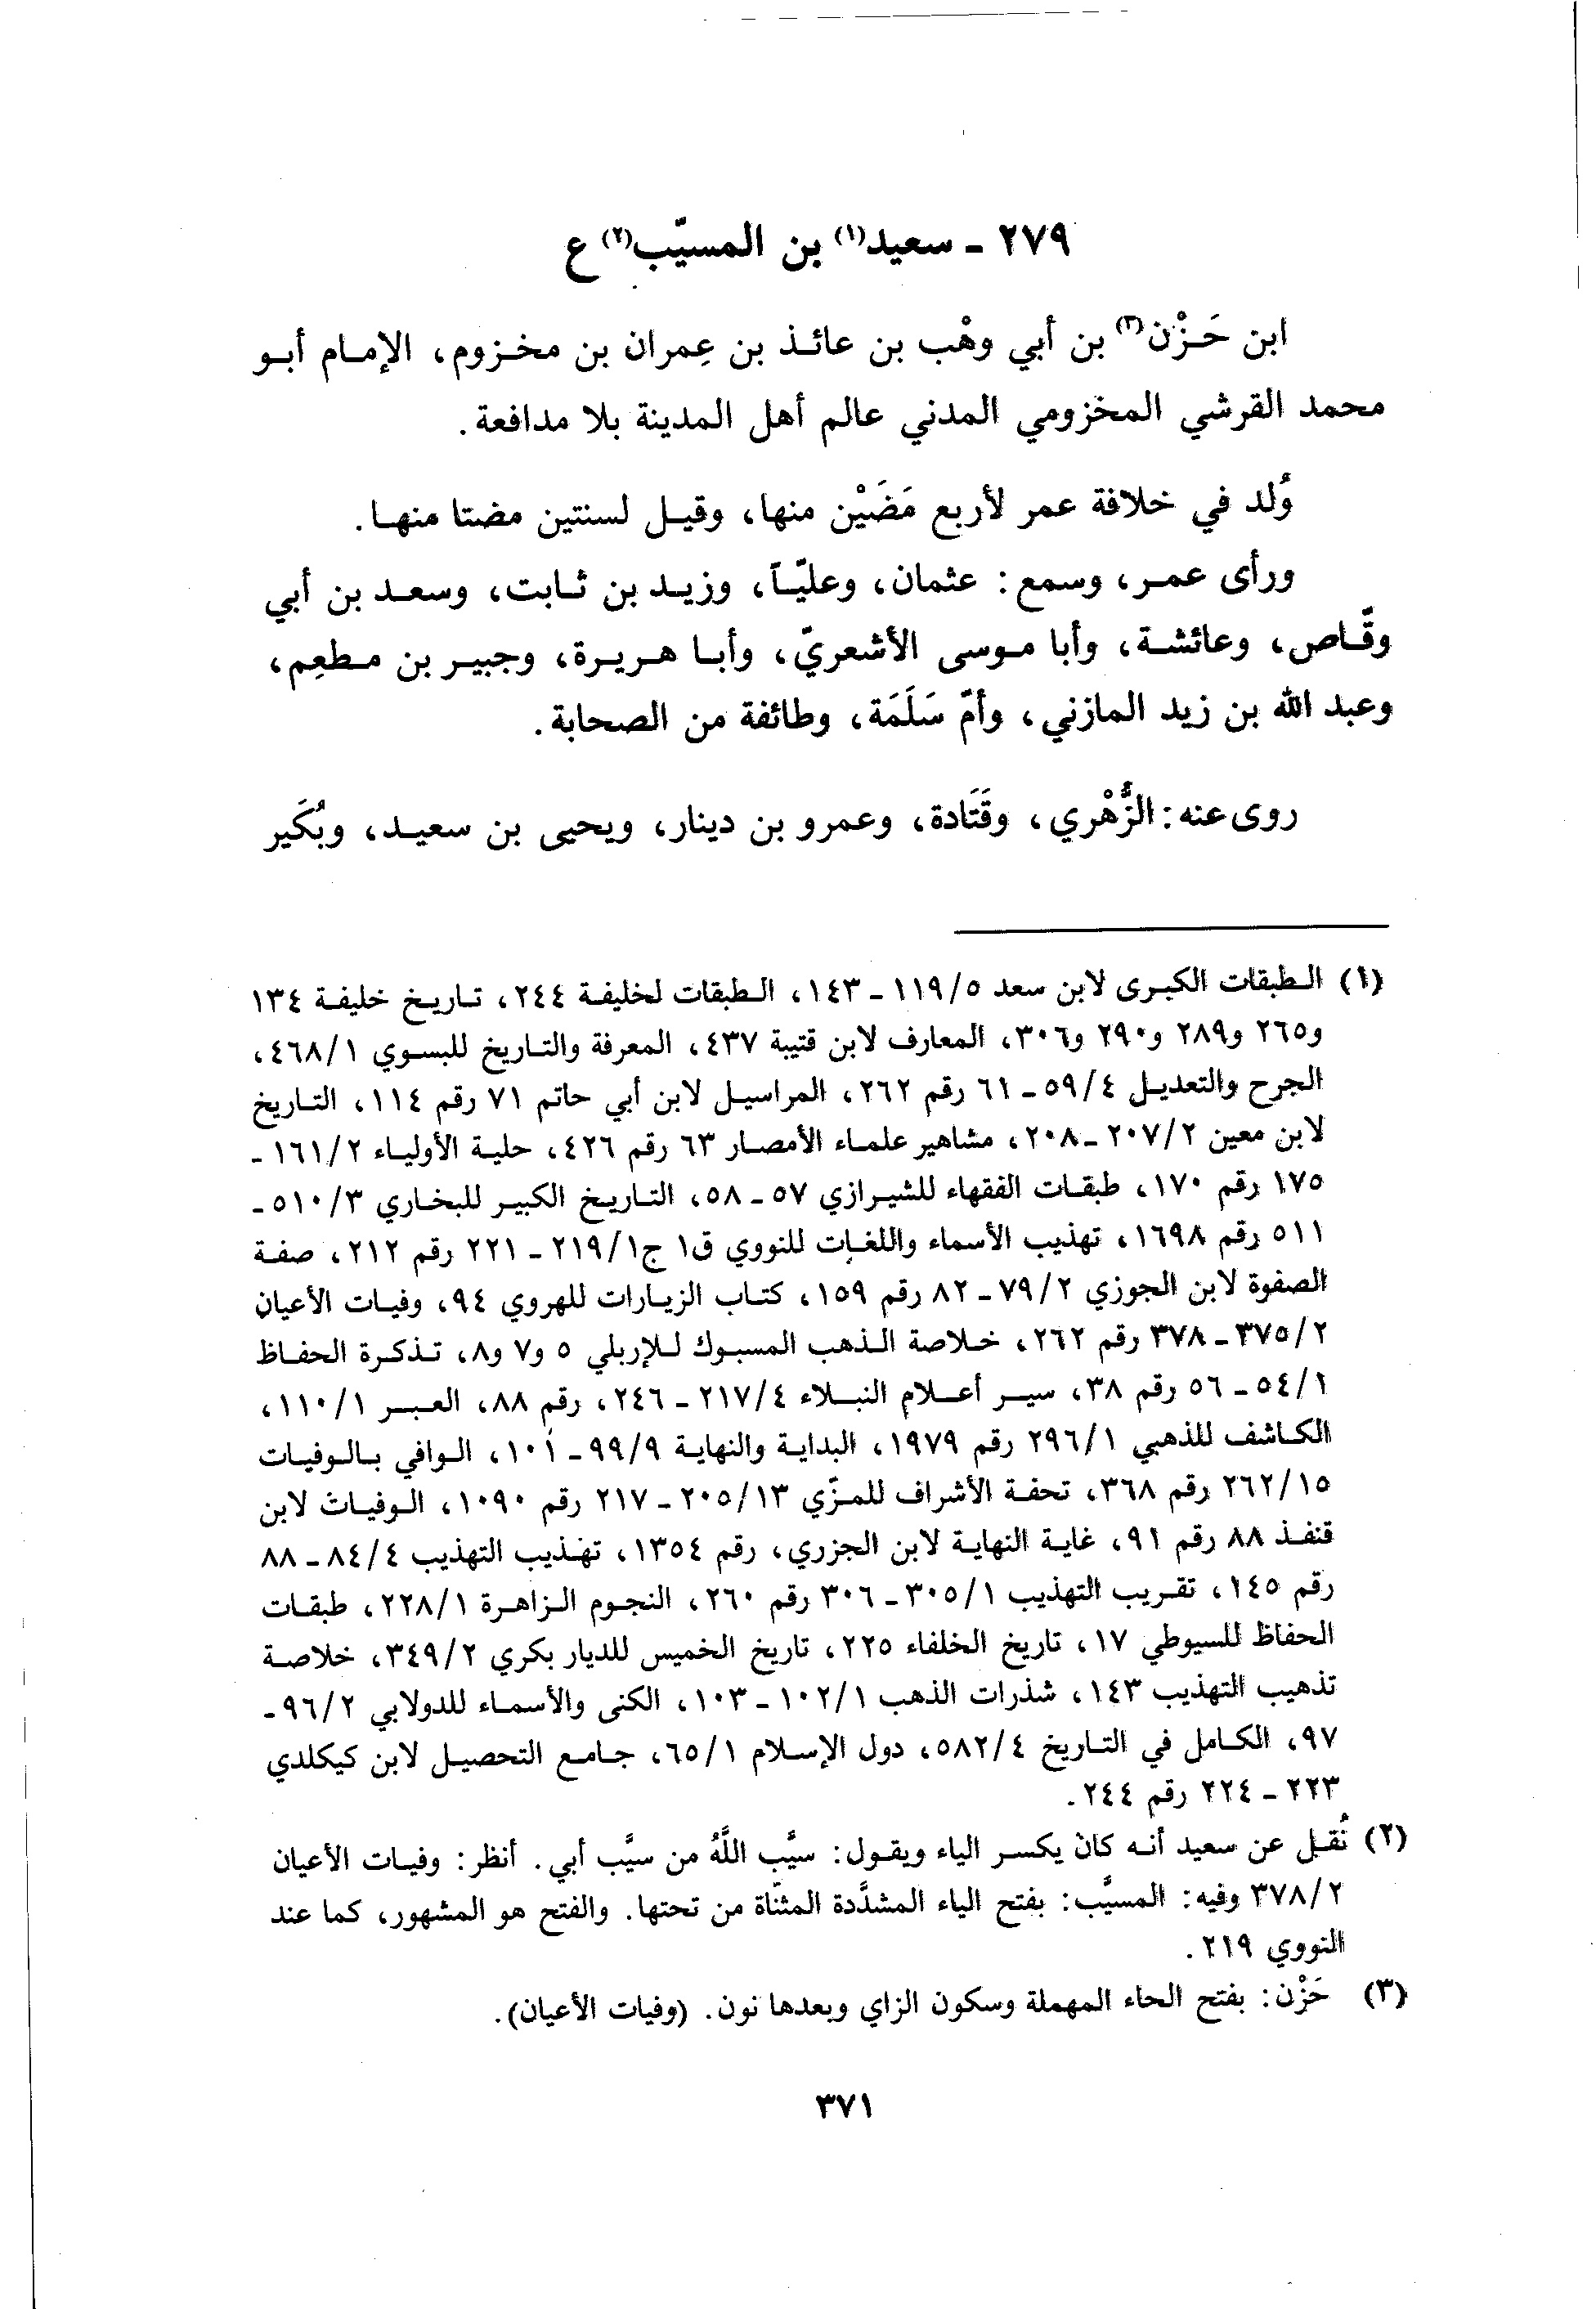 ٢٧٩ - سعيد(١) بن المسيّب(٢) ع
ابن حَزْن(٣) بن أبي وهْب بن عائذ بن عِمران بن مخزوم، الإمام أبو
محمد القرشي المخزومي المدني عالم أهل المدينة بلا مدافعة.
وُلد في خلافة عمر لأربع مَضَيْن منها، وقيل لسنتين مضتا منها.
ورأى عمر، وسمع: عثمان، وعليّاً، وزيد بن ثابت، وسعد بن أبي
وقّاص، وعائشة، وأبا موسى الأشعريّ، وأبا هريرة، وجبير بن مطعِم،
وعبد الله بن زيد المازني، وأمّ سَلَمَة، وطائفة من الصحابة.
روى عنه: الزُّهْري، وقَتَادة، وعمرو بن دينار، ويحيى بن سعيد، وبُكَير
(١) الطبقات الكبرى لابن سعد ١١٩/٥ - ١٤٣، الطبقات لخليفة ٢٤٤، تاريخ خليفة ١٣٤
و٢٦٥ و٢٨٩ و٢٩٠ و٣٠٦، المعارف لابن قتيبة ٤٣٧، المعرفة والتاريخ للبسوي ٤٦٨/١،
الجرح والتعديل ٥٩/٤ - ٦١ رقم ٢٦٢، المراسيل لابن أبي حاتم ٧١ رقم ١١٤، التاريخ
لابن معين ٢٠٧/٢ - ٢٠٨، مشاهير علماء الأمصار ٦٣ رقم ٤٢٦، حلية الأولياء ١٦١/٢ -
١٧٥ رقم ١٧٠، طبقات الفقهاء للشيرازي ٥٧ - ٥٨، التاريخ الكبير للبخاري ٥١٠/٣ -
٥١١ رقم ١٦٩٨، تهذيب الأسماء واللغات للنووي ق١ ج٢١٩/١ - ٢٢١ رقم ٢١٢، صفة
الصفوة لابن الجوزي ٧٩/٢ - ٨٢ رقم ١٥٩، كتاب الزيارات للهروي ٩٤، وفيات الأعيان
٣٧٥/٢ - ٣٧٨ رقم ٢٦٢، خلاصة الذهب المسبوك للإربلي ٥ و٧ و٨، تذكرة الحفاظ
٥٤/١ - ٥٦ رقم ٣٨، سير أعلام النبلاء ٢١٧/٤ - ٢٤٦، رقم ٨٨، العبر ١١٠/١،
الكاشف للذهبي ٢٩٦/١ رقم ١٩٧٩، البداية والنهاية ٩٩/٩ - ١٠١، الوافي بالوفيات
٢٦٢/١٥ رقم ٣٦٨، تحفة الأشراف للمزّي ٢٠٥/١٣ - ٢١٧ رقم ١٠٩٠، الوفيات لابن
قنفذ ٨٨ رقم ٩١، غاية النهاية لابن الجزري، رقم ١٣٥٤، تهذيب التهذيب ٨٤/٤ - ٨٨
رقم ١٤٥، تقريب التهذيب ٣٠٥/١ - ٣٠٦ رقم ٢٦٠، النجوم الزاهرة ٢٢٨/١، طبقات
الحفاظ للسيوطي ١٧، تاريخ الخلفاء ٢٢٥، تاريخ الخميس للديار بكري ٣٤٩/٢، خلاصة
تذهيب التهذيب ١٤٣، شذرات الذهب ١٠٢/١ - ١٠٣، الكنى والأسماء للدولابي ٩٦/٢ -
٩٧، الكامل في التاريخ ٥٨٢/٤، دول الإسلام ٦٥/١، جامع التحصيل لابن كيكلدي
٢٢٣ - ٢٢٤ رقم ٢٤٤.
(٢) نُقل عن سعيد أنه كان يكسر الياء ويقول: سيَّب اللَّهُ من سيَّب أبي. أنظر: وفيات الأعيان
٣٧٨/٢ وفيه: المسيَّب: بفتح الياء المشدَّدة المثنّاة من تحتها. والفتح هو المشهور، كما عند
النووي ٢١٩.
(٣) حَزْن: بفتح الحاء المهملة وسكون الزاي وبعدها نون. (وفيات الأعيان).
٣٧١